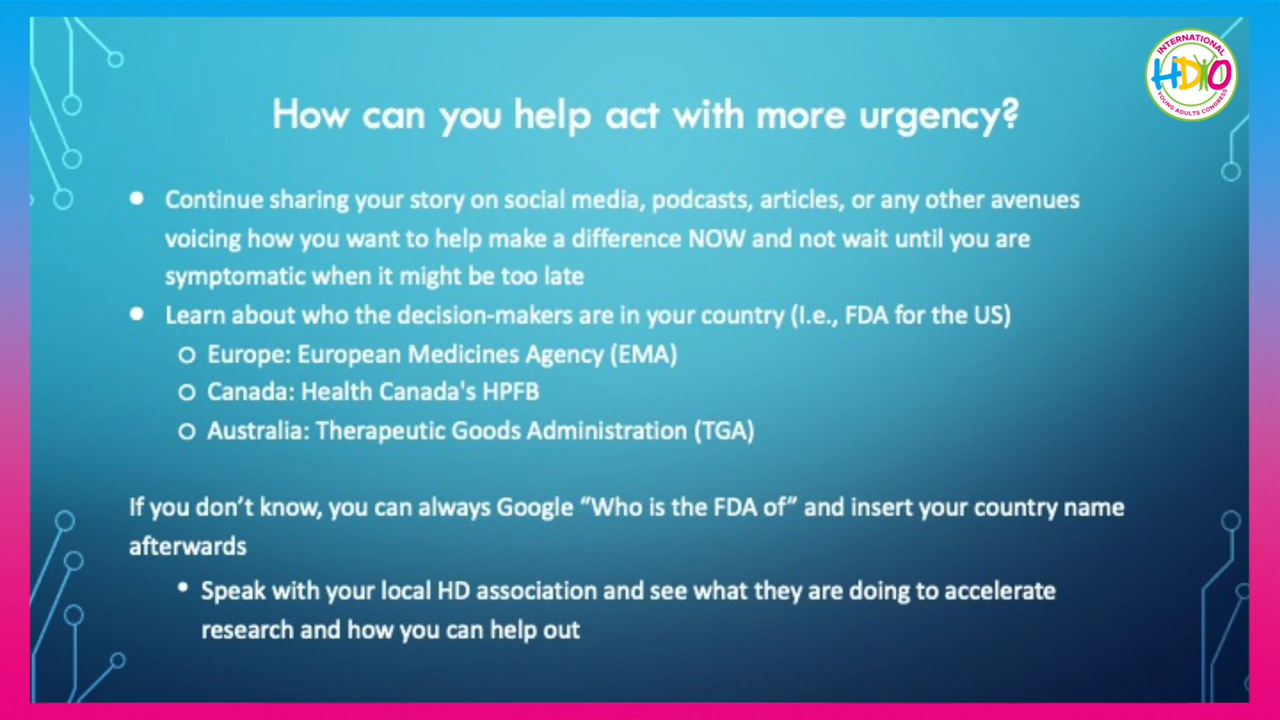 INTERNATIONAL
HDYO
YOUNG ADULTS CONGRESS
How can you help act with more urgency?
● Continue sharing your story on social media, podcasts, articles, or any other avenues
voicing how you want to help make a difference NOW and not wait until you are
symptomatic when it might be too late
● Learn about who the decision-makers are in your country (I.e., FDA for the US)
○ Europe: European Medicines Agency (EMA)
○ Canada: Health Canada's HPFB
○ Australia: Therapeutic Goods Administration (TGA)
If you don’t know, you can always Google “Who is the FDA of” and insert your country name
afterwards
• Speak with your local HD association and see what they are doing to accelerate
research and how you can help out